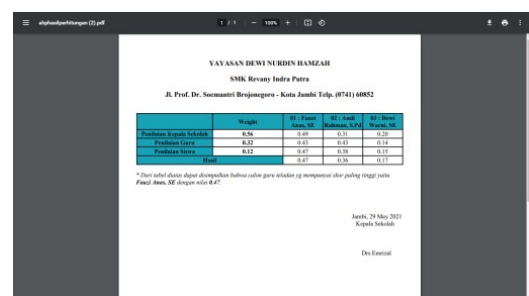 ahphasilperhitungan (2).pdf
1 / 1
100%
YAYASAN DEWI NURDIN HAMZAH
SMK Revany Indra Putra
Jl. Prof. Dr. Soemantri Brojonegoro - Kota Jambi Telp. (0741) 60852
Weight 01 : Fauzi Anas, SE 02 : Andi Rahman, S.Pd 03 : Dewi Warni, SE
Penilaian Kepala Sekolah 0.56 0.49 0.31 0.20
Penilaian Guru 0.32 0.43 0.43 0.14
Penilaian Siswa 0.12 0.47 0.38 0.15
Hasil 0.47 0.36 0.17
* Dari tabel diatas dapat disimpulkan bahwa calon guru teladan yg mempunyai skor paling tinggi yaitu
Fauzi Anas, SE dengan nilai 0.47.
Jambi, 29 May 2021
Kepala Sekolah
Drs.Emrizal